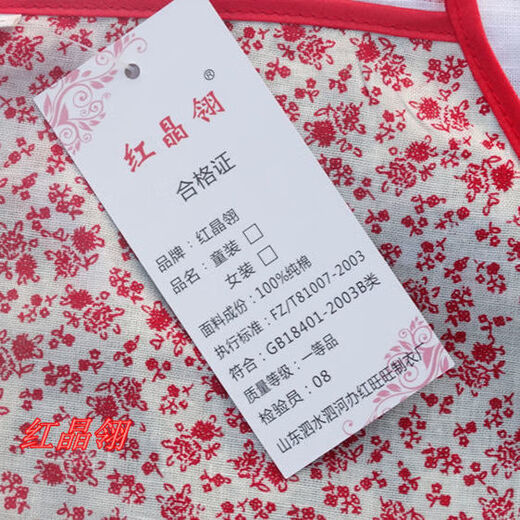 红晶翎®
合格证
品牌：红晶翎
品名：童装□
女装□
面料成份：100%纯棉
执行标准：FZ/T81007-2003
符合：GB18401-2003B类
质量等级：一等品
检验员：08
山东泗水泗河办红旺旺制衣厂
红晶翎